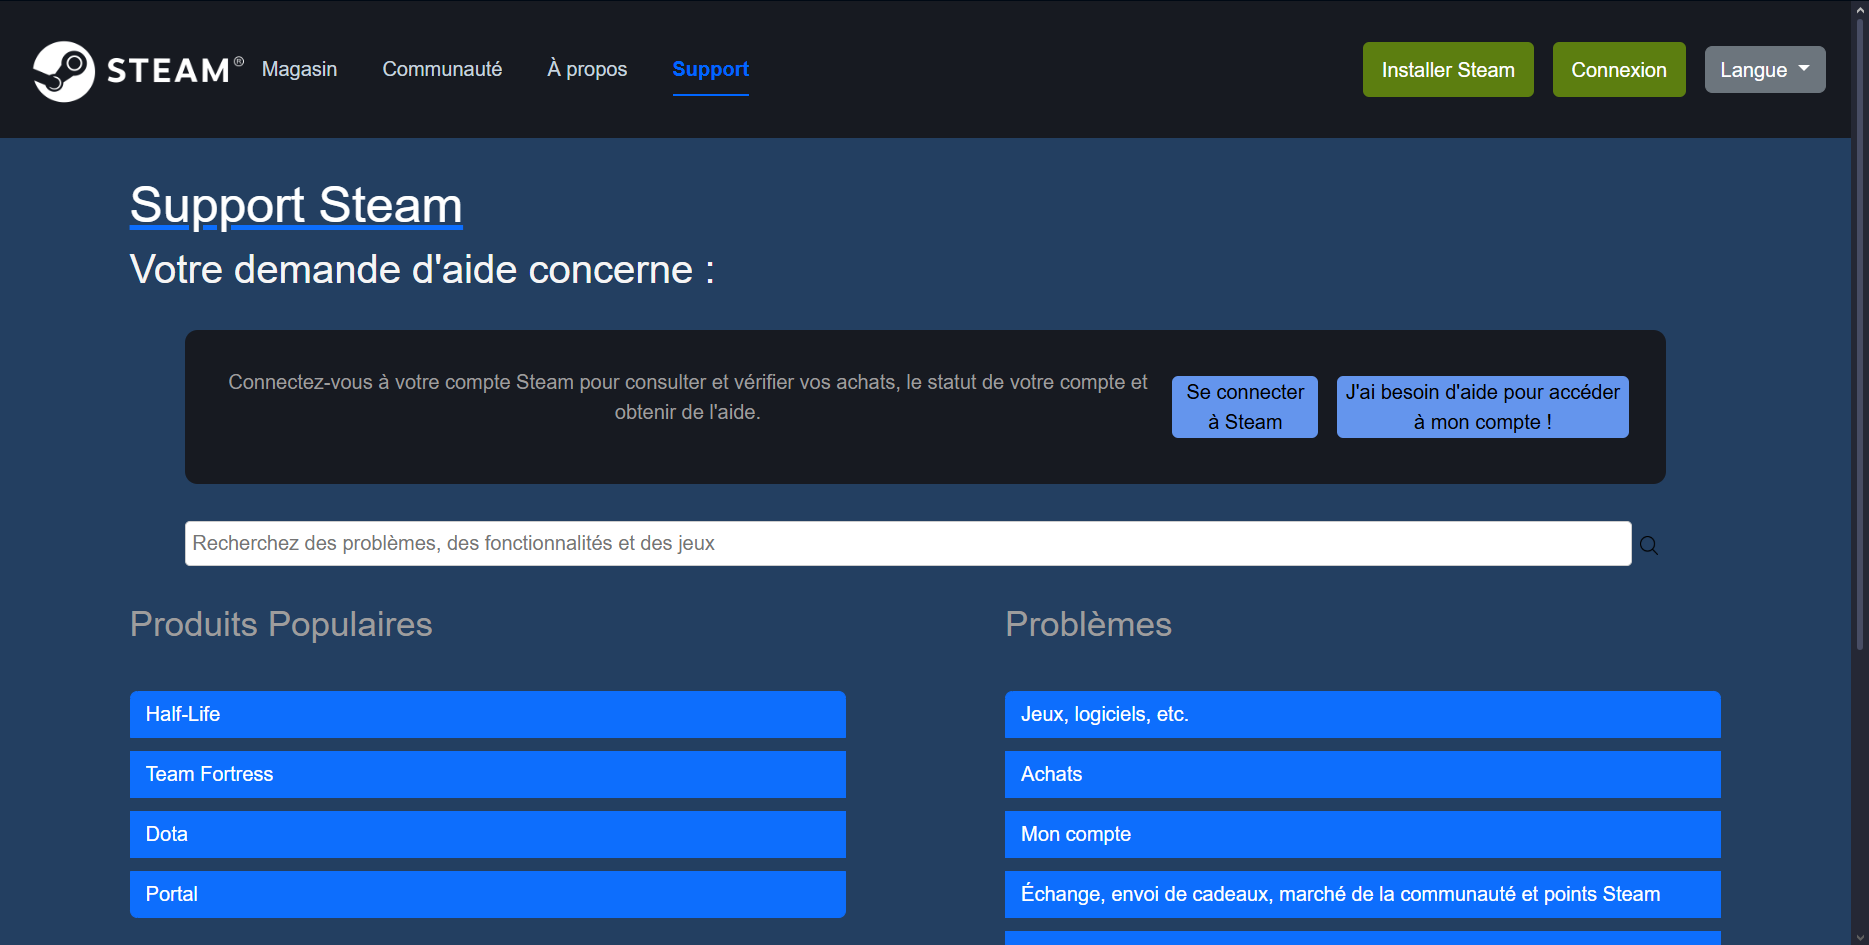 STEAM® Magasin Communauté À propos Support Installer Steam Connexion Langue
Support Steam
Votre demande d'aide concerne :
Connectez-vous à votre compte Steam pour consulter et vérifier vos achats, le statut de votre compte et
obtenir de l'aide.
Se connecter
à Steam
J'ai besoin d'aide pour accéder
à mon compte !
Recherchez des problèmes, des fonctionnalités et des jeux
Produits Populaires
Half-Life
Team Fortress
Dota
Portal
Problèmes
Jeux, logiciels, etc.
Achats
Mon compte
Échange, envoi de cadeaux, marché de la communauté et points Steam